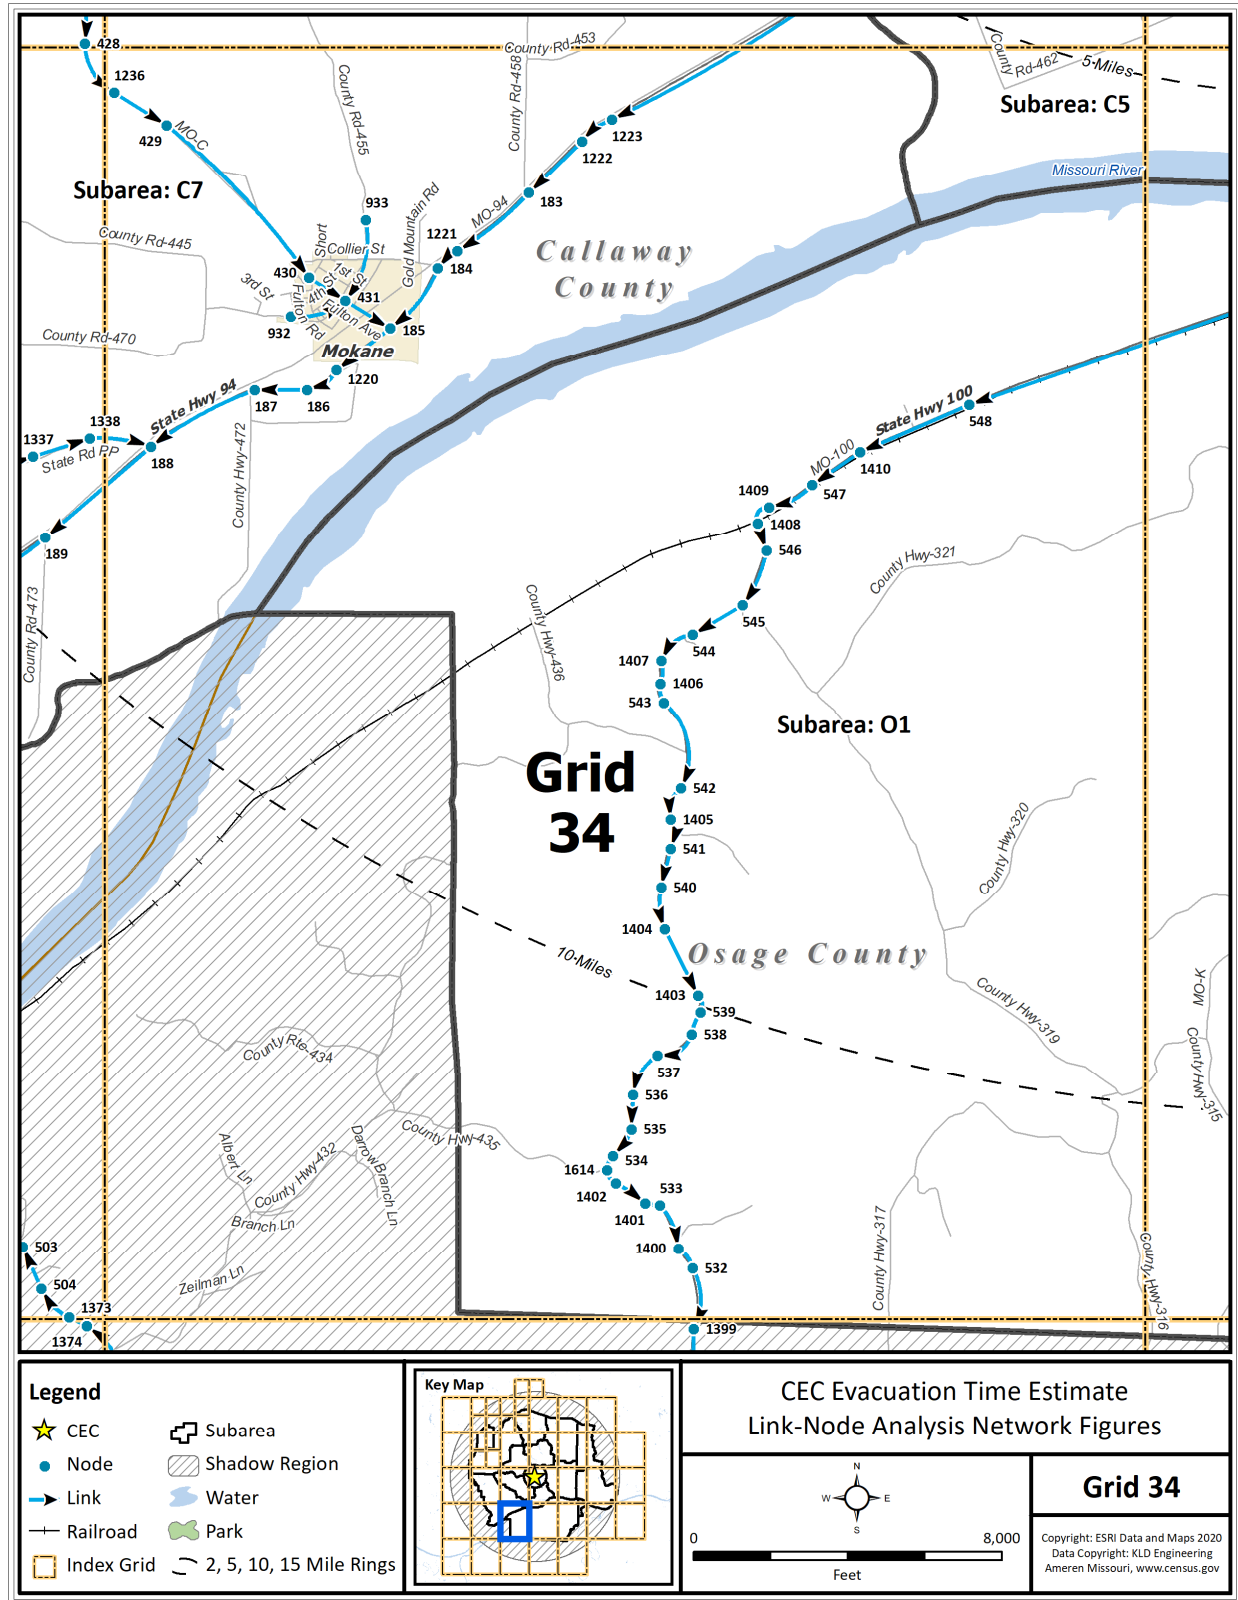 428
County Rd-453
County Rd-462
5-Miles
1236
County Rd-455
County Rd-458
Subarea: C5
1223
429
MO-C
1222
Missouri River
Subarea: C7
183
933
Gold Mountain Rd
MO-94
1221
County Rd-445
Short
Collier St
184
Callaway
County
430
1st St
3rd St
4th St
431
Fulton Rd
Fulton Ave
932
185
County Rd-470
Mokane
1220
187
186
State Hwy 94
State Hwy 100
548
1338
1337
State Rd PP
188
MO-100
1410
County Hwy-472
1409
547
1408
189
546
County Hwy-321
County Rd-473
County Hwy-436
545
544
1407
1406
543
Subarea: O1
Grid
34
542
1405
541
County Hwy-320
540
1404
Osage County
10-Miles
1403
539
538
County Hwy-319
MO-K
County Rte-434
537
County Hwy-315
536
535
County Hwy-435
534
Albert Ln
County Hwy-432
Darrow Branch Ln
1614
1402
533
1401
Branch Ln
County Hwy-317
503
1400
County Hwy-316
532
504
Zeilman Ln
1373
1374
1399
Legend
CEC
Subarea
Node
Shadow Region
Link
Water
Railroad
Park
Index Grid
2, 5, 10, 15 Mile Rings
Key Map
CEC Evacuation Time Estimate
Link-Node Analysis Network Figures
N
W
E
S
0
8,000
Feet
Grid 34
Copyright: ESRI Data and Maps 2020
Data Copyright: KLD Engineering
Ameren Missouri, www.census.gov